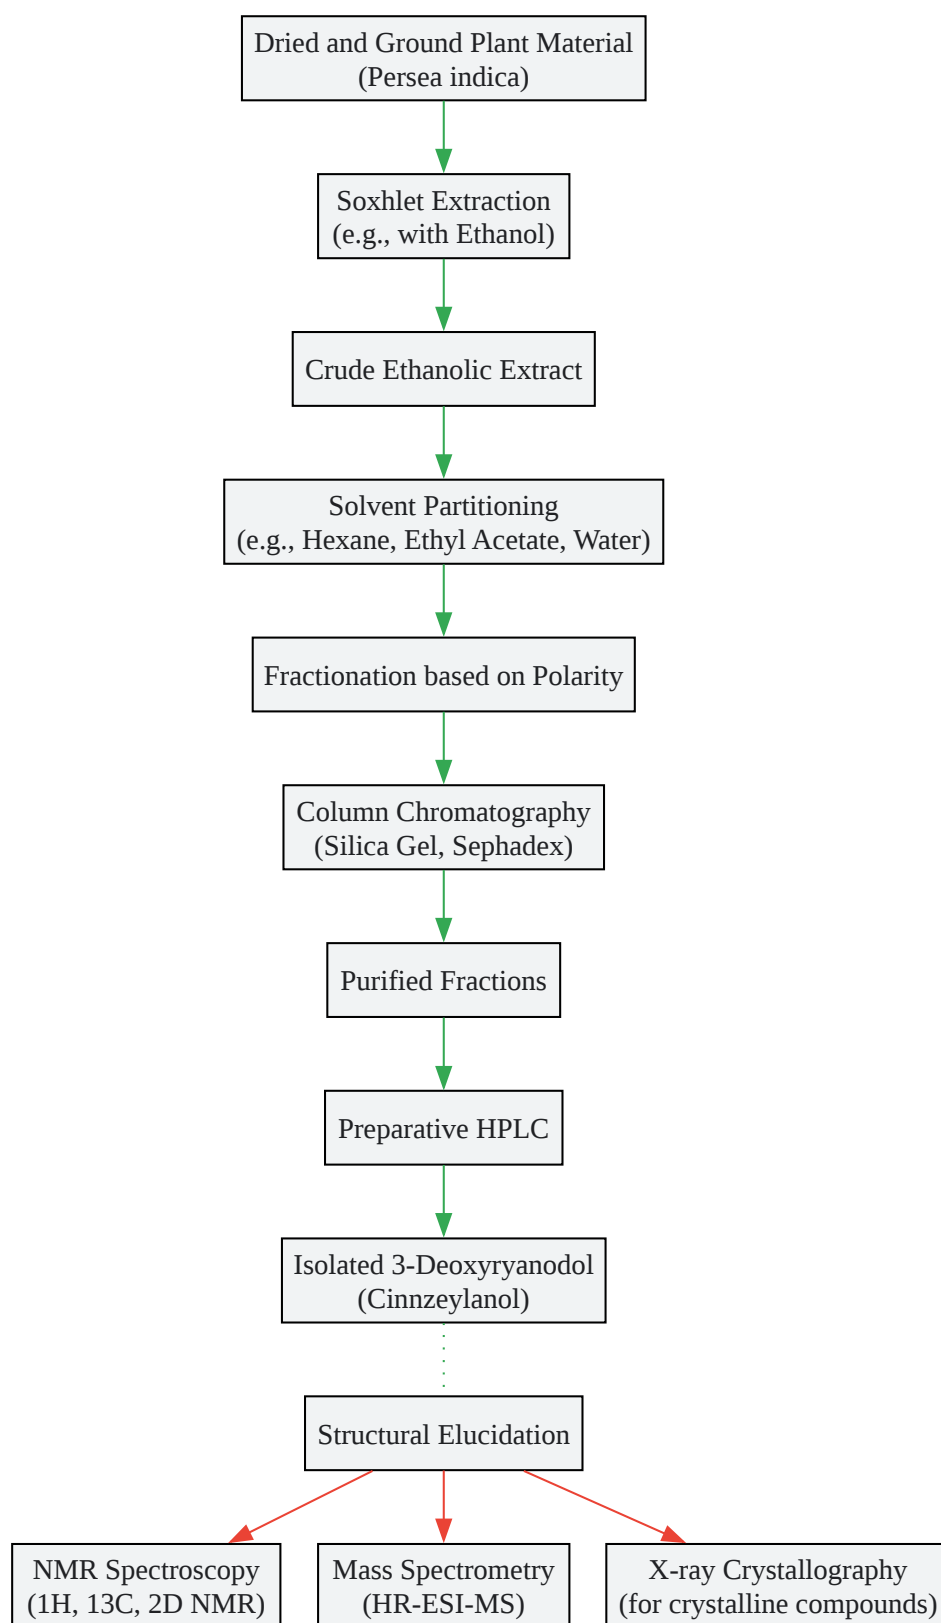 Dried and Ground Plant Material
(Persea indica)
Soxhlet Extraction
(e.g., with Ethanol)
Crude Ethanolic Extract
Solvent Partitioning
(e.g., Hexane, Ethyl Acetate, Water)
Fractionation based on Polarity
Column Chromatography
(Silica Gel, Sephadex)
Purified Fractions
Preparative HPLC
Isolated 3-Deoxyryanodol
(Cinnzeylanol)
Structural Elucidation
NMR Spectroscopy
(1H, 13C, 2D NMR)
Mass Spectrometry
(HR-ESI-MS)
X-ray Crystallography
(for crystalline compounds)